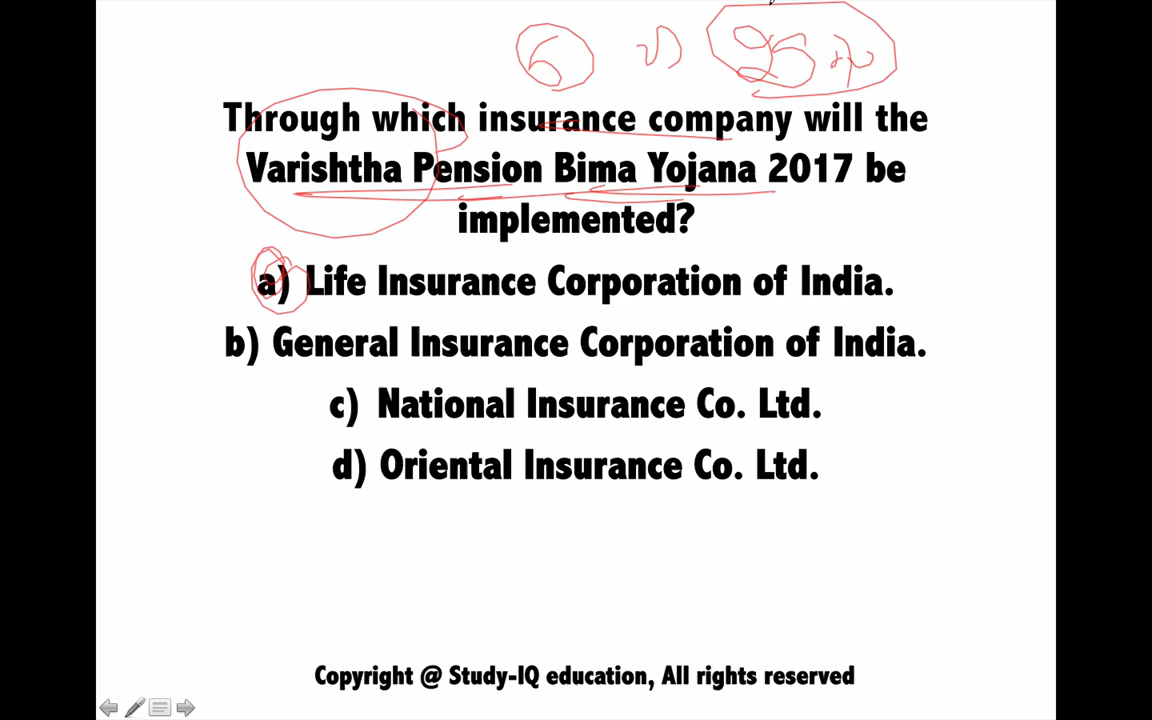 Through which insurance company will the
Varishtha Pension Bima Yojana 2017 be
implemented?
a) Life Insurance Corporation of India.
b) General Insurance Corporation of India.
c) National Insurance Co. Ltd.
d) Oriental Insurance Co. Ltd.
Copyright @ Study-IQ education, All rights reserved